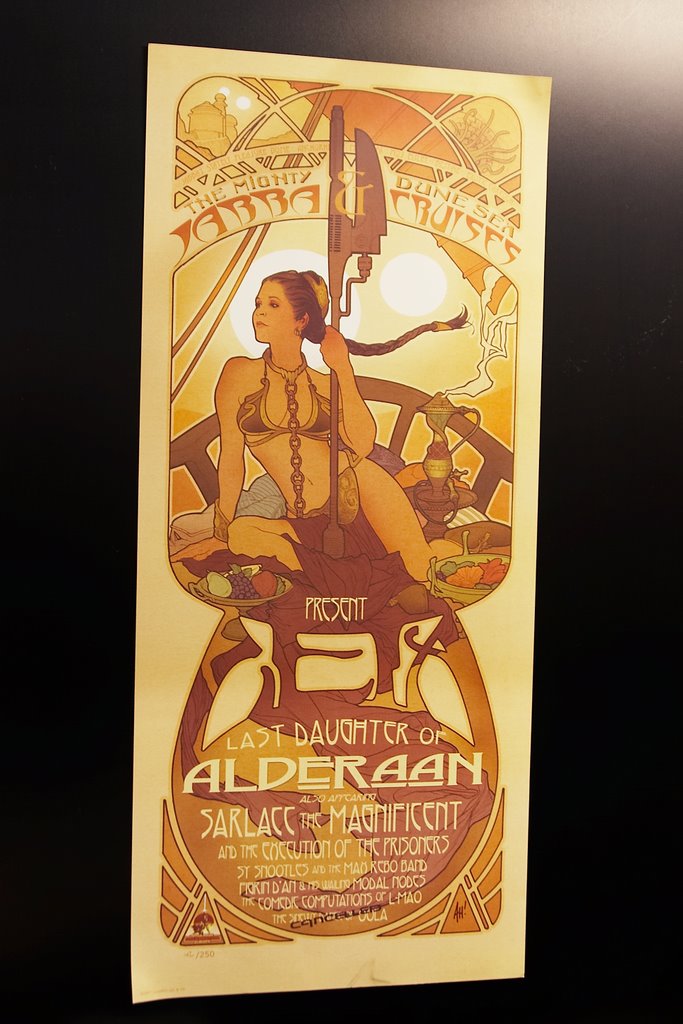 THE MIGHTY
JABBA
&
DUNE SEA
CRUISES
PRESENT
LAST DAUGHTER OF
ALDERAAN
ALSO APPEARING
SARLACC THE MAGNIFICENT
AND THE EXECUTION OF THE PRISONERS
SY SNOOTLES AND THE MAX REBO BAND
FIGRIN D'AN & HIS WAILING MODAL NODES
THE COMEDIC COMPUTATIONS OF L-MAO
OOLA
CANCELLED
AH!
/250